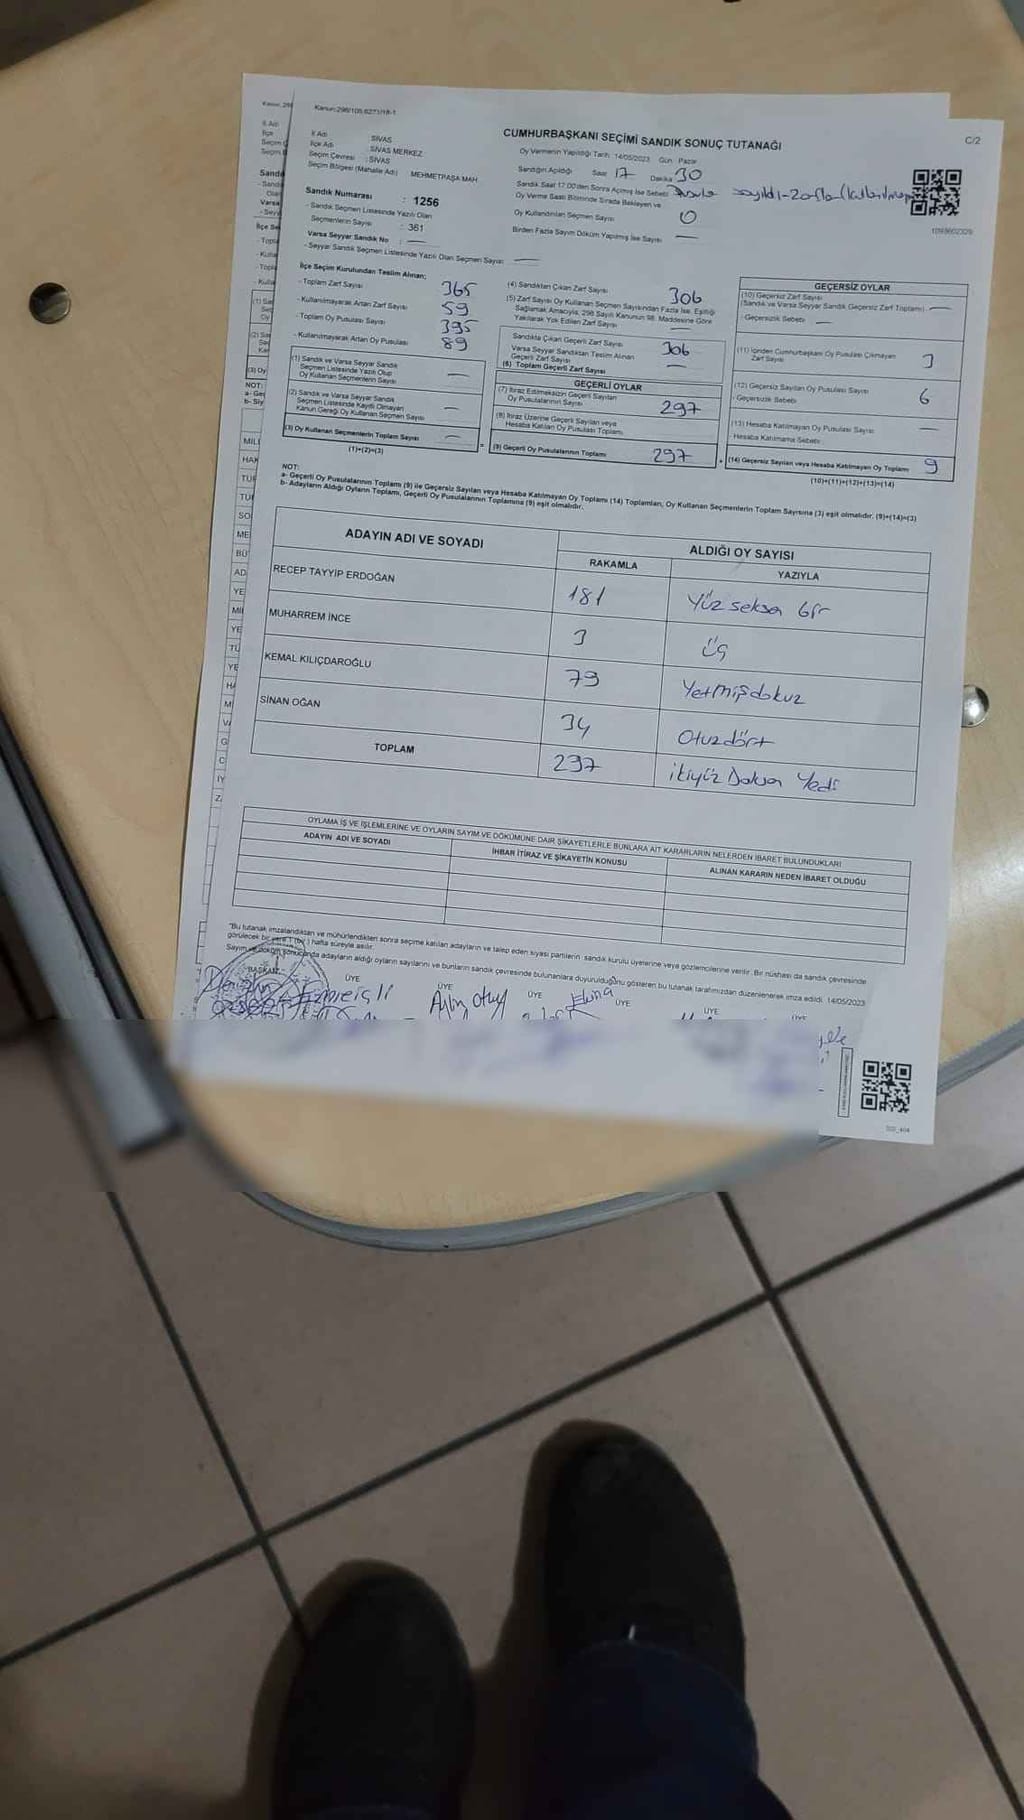 Kanun:298/105,6271/18-1
CUMHURBAŞKANI SEÇİMİ SANDIK SONUÇ TUTANAĞI
C/2
İl Adı : SİVAS
İlçe Adı : SİVAS MERKEZ
Seçim Çevresi : SİVAS
Seçim Bölgesi (Mahalle Adı) : MEHMETPAŞA MAH
Oy Vermenin Yapıldığı Tarih: 14/05/2023 Gün: Pazar
Sandığın Açıldığı Saat 17 Dakika 30
Sandık Saat 17:00'den Sonra Açılmış İse Sebebi
Oy Verme Saati Bitiminde Sırada Bekleyen ve
Oy Kullandırılan Seçmen Sayısı 0
Birden Fazla Sayım Döküm Yapılmış İse Sayısı —
Sandık Numarası : 1256
- Sandık Seçmen Listesinde Yazılı Olan
Seçmenlerin Sayısı : 361
Varsa Seyyar Sandık No : —
- Seyyar Sandık Seçmen Listesinde Yazılı Olan Seçmen Sayısı —
İlçe Seçim Kurulundan Teslim Alınan;
- Toplam Zarf Sayısı 365
- Kullanılmayarak Artan Zarf Sayısı 59
- Toplam Oy Pusulası Sayısı 395
- Kullanılmayarak Artan Oy Pusulası 89
(1) Sandık ve Varsa Seyyar Sandık
Seçmen Listesinde Yazılı Olup
Oy Kullanan Seçmenlerin Sayısı —
(2) Sandık ve Varsa Seyyar Sandık
Seçmen Listesinde Kayıtlı Olmayan
Kanun Gereği Oy Kullanan Seçmen Sayısı —
(3) Oy Kullanan Seçmenlerin Toplam Sayısı —
(1)+(2)=(3)
(4) Sandıktan Çıkan Zarf Sayısı 306
(5) Zarf Sayısı Oy Kullanan Seçmen Sayısından Fazla İse, Eşitliği
Sağlamak Amacıyla, 298 Sayılı Kanunun 98. Maddesine Göre
Yakılarak Yok Edilen Zarf Sayısı —
Sandıkta Çıkan Geçerli Zarf Sayısı 306
Varsa Seyyar Sandıktan Teslim Alınan
Geçerli Zarf Sayısı —
(6) Toplam Geçerli Zarf Sayısı
GEÇERLİ OYLAR
(7) İtiraz Edilmeksizin Geçerli Sayılan
Oy Pusulasının Sayısı 297
(8) İtiraz Üzerine Geçerli Sayılan veya
Hesaba Katılan Oy Pusulası Toplamı
(9) Geçerli Oy Pusulalarının Toplamı 297
GEÇERSİZ OYLAR
(10) Geçersiz Zarf Sayısı
(Sandık ve Varsa Seyyar Sandık Geçersiz Zarf Toplamı) —
- Geçersizlik Sebebi : —
(11) İçinden Cumhurbaşkanı Oy Pusulası Çıkmayan
Zarf Sayısı 3
(12) Geçersiz Sayılan Oy Pusulası Sayısı 6
- Geçersizlik Sebebi :
(13) Hesaba Katılmayan Oy Pusulası Sayısı —
- Hesaba Katılmama Sebebi :
(14) Geçersiz Sayılan veya Hesaba Katılmayan Oy Toplamı 9
(10)+(11)+(12)+(13)=(14)
NOT:
a- Geçerli Oy Pusulalarının Toplamı (9) ile Geçersiz Sayılan veya Hesaba Katılmayan Oy Toplamı (14) Toplamları, Oy Kullanan Seçmenlerin Toplam Sayısına (3) eşit olmalıdır. (9)+(14)=(3)
b- Adayların Aldığı Oyların Toplamı, Geçerli Oy Pusulalarının Toplamına (9) eşit olmalıdır.
ADAYIN ADI VE SOYADI ALDIĞI OY SAYISI
RAKAMLA YAZIYLA
RECEP TAYYİP ERDOĞAN 181 Yüz seksen bir
MUHARREM İNCE 3 üç
KEMAL KILIÇDAROĞLU 79 Yetmişdokuz
SİNAN OĞAN 34 Otuzdört
TOPLAM 297 ikiyüz Doksan Yedi
OYLAMA İŞ VE İŞLEMLERİNE VE OYLARIN SAYIM VE DÖKÜMÜNE DAİR ŞİKAYETLERLE BUNLARA AİT KARARLARIN NELERDEN İBARET BULUNDUKLARI
ADAYIN ADI VE SOYADI İHBAR İTİRAZ VE ŞİKAYETİN KONUSU ALINAN KARARIN NEDEN İBARET OLDUĞU
"Bu tutanak imzalandıktan ve mühürlendikten sonra seçime katılan adayların ve talep eden siyasi partilerin sandık kurulu üyelerine veya gözlemcilerine verilir. Bir nüshası da sandık çevresinde
görülecek bir yere 1 (bir) hafta süreyle asılır.
Sayım ve döküm sonucunda adayların aldığı oyların sayılarını ve bunların sandık çevresinde bulunanlara duyurulduğunu gösteren bu tutanak tarafımızdan düzenlenerek imza edildi. 14/05/2023
BAŞKAN ÜYE ÜYE ÜYE ÜYE ÜYE ÜYE